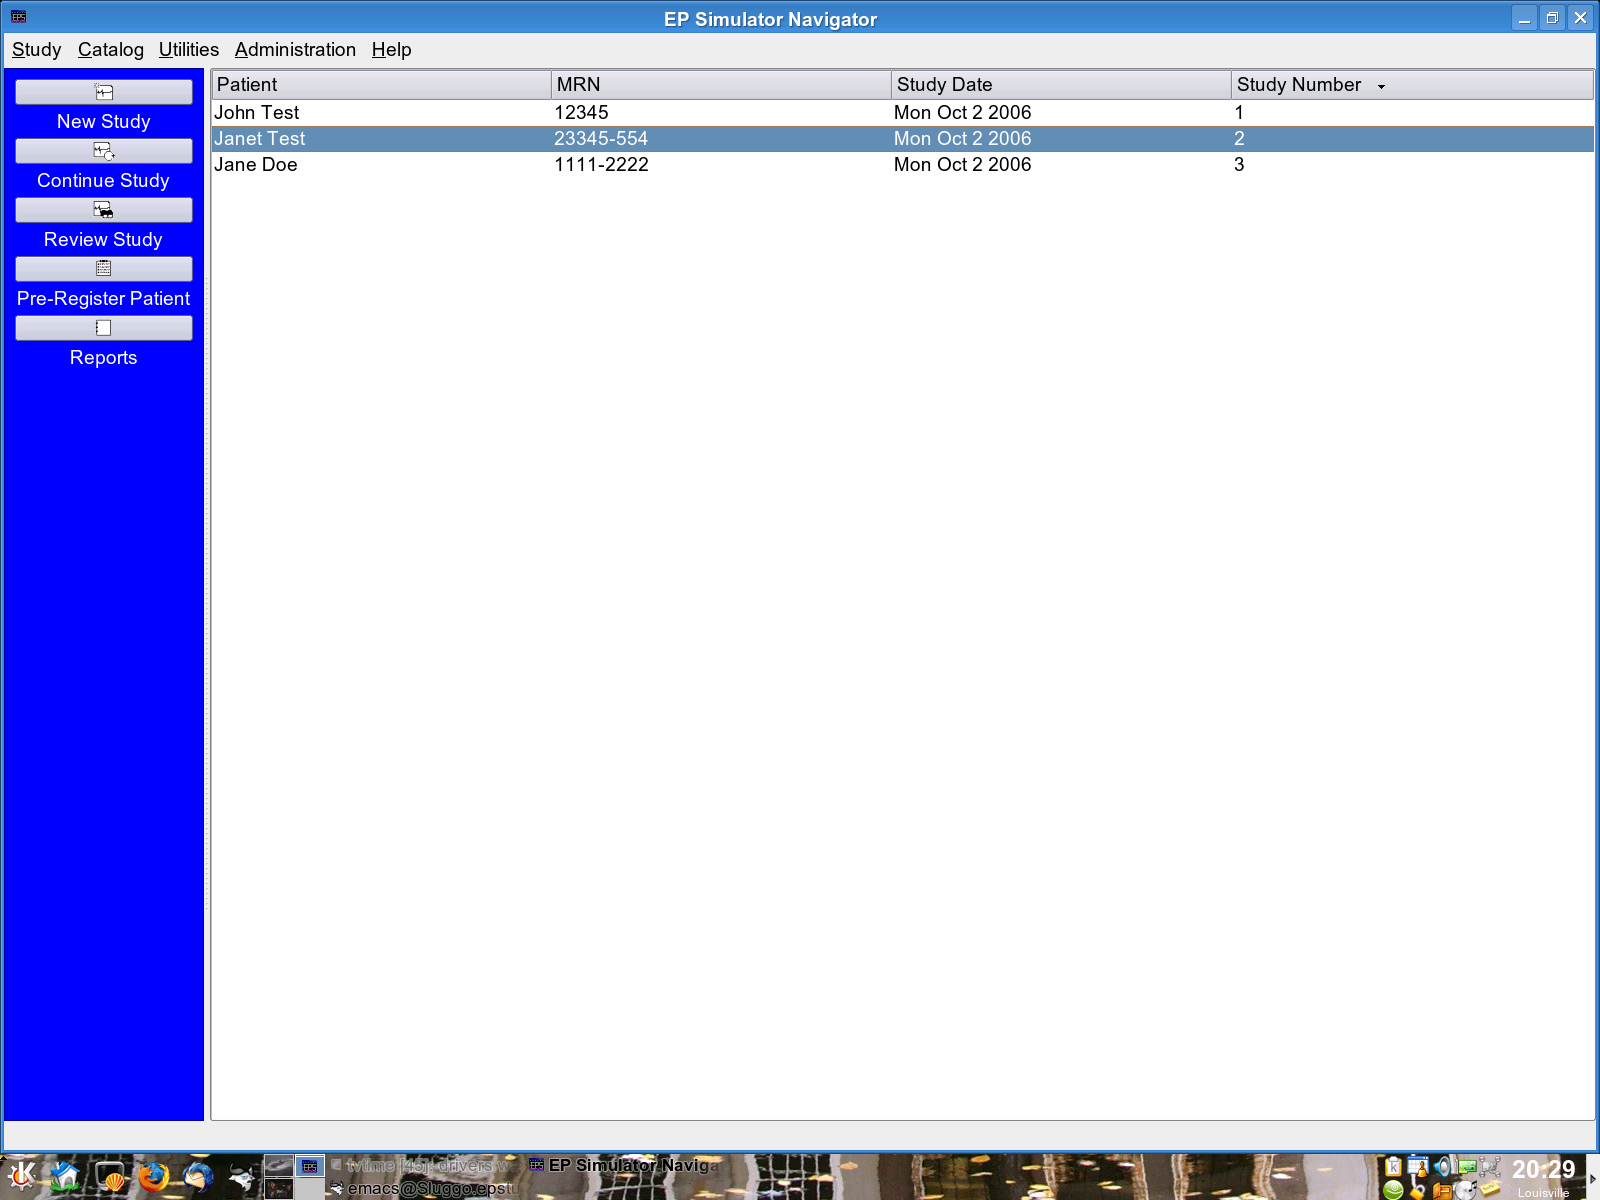 EP Simulator Navigator
Study Catalog Utilities Administration Help
Patient MRN Study Date Study Number
John Test 12345 Mon Oct 2 2006 1
Janet Test 23345-554 Mon Oct 2 2006 2
Jane Doe 1111-2222 Mon Oct 2 2006 3
New Study
Continue Study
Review Study
Pre-Register Patient
Reports
tvtime [45]: drivers w
EP Simulator Naviga
emacs@Sluggo.epstu
20:29
Louisville